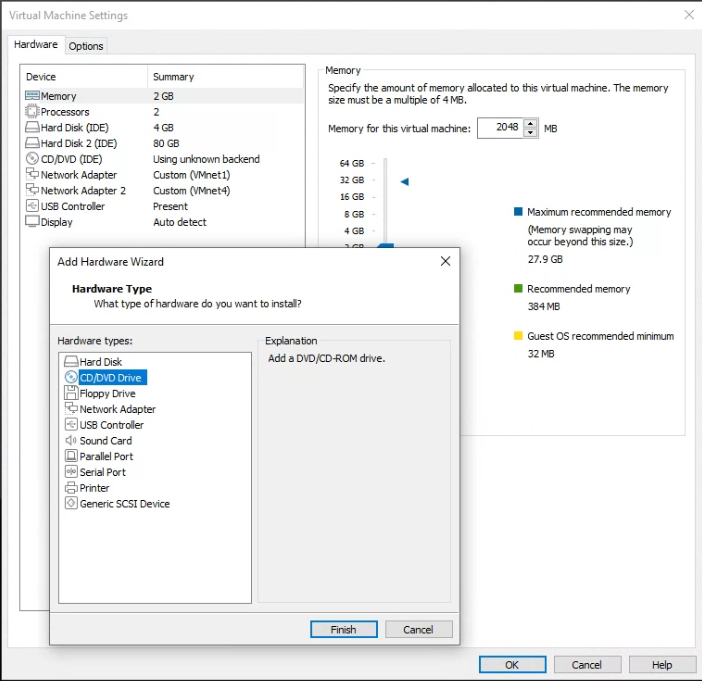 Virtual Machine Settings
Hardware
Options
Device Summary
Memory 2 GB
Processors 2
Hard Disk (IDE) 4 GB
Hard Disk 2 (IDE) 80 GB
CD/DVD (IDE) Using unknown backend
Network Adapter Custom (VMnet1)
Network Adapter 2 Custom (VMnet4)
USB Controller Present
Display Auto detect
Memory
Specify the amount of memory allocated to this virtual machine. The memory
size must be a multiple of 4 MB.
Memory for this virtual machine: 2048 MB
64 GB
32 GB
16 GB
8 GB
4 GB
2 GB
Maximum recommended memory
(Memory swapping may
occur beyond this size.)
27.9 GB
Recommended memory
384 MB
Guest OS recommended minimum
32 MB
Add Hardware Wizard
Hardware Type
What type of hardware do you want to install?
Hardware types:
Hard Disk
CD/DVD Drive
Floppy Drive
Network Adapter
USB Controller
Sound Card
Parallel Port
Serial Port
Printer
Generic SCSI Device
Explanation
Add a DVD/CD-ROM drive.
Finish
Cancel
OK
Cancel
Help